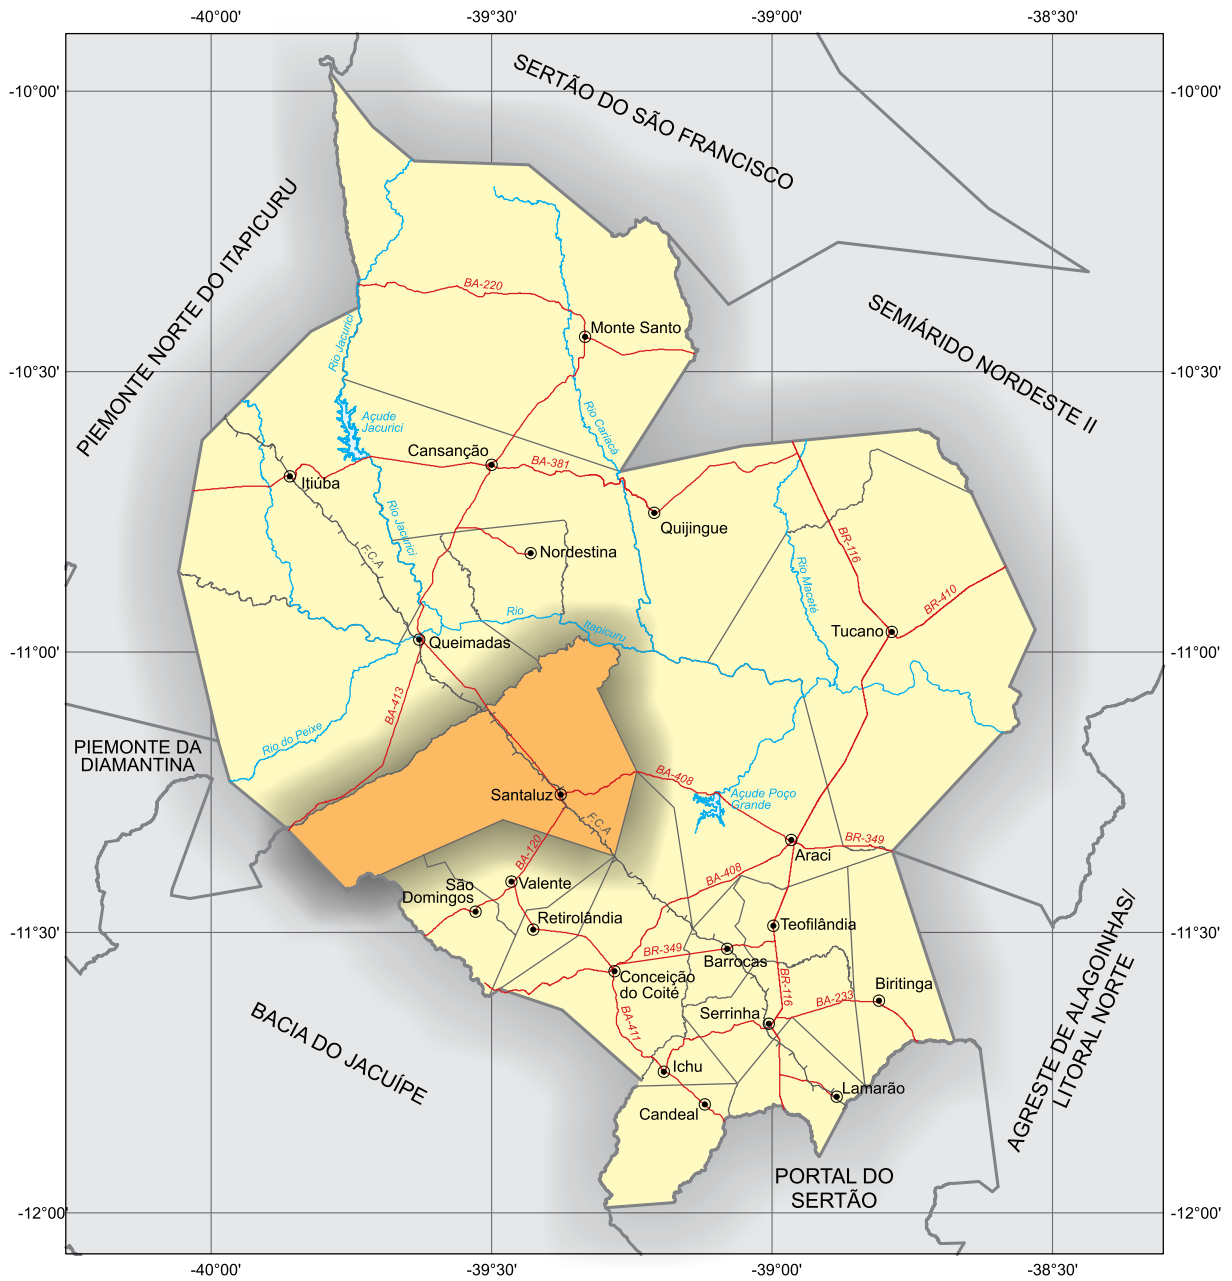 -40°00'
-39°30'
-39°00'
-38°30'
-10°00'
-10°00'
SERTÃO DO SÃO FRANCISCO
PIEMONTE NORTE DO ITAPICURU
BA-220
SEMIÁRIDO NORDESTE II
Rio Jacurici
Monte Santo
-10°30'
-10°30'
Açude
Jacurici
Rio Cariacá
Cansanção
BA-381
Itiúba
Rio Jacurici
Quijingue
F.C.A
Nordestina
BR-116
Rio Maceté
BR-410
Rio
Itapicuru
Tucano
Queimadas
-11°00'
-11°00'
BA-413
Rio do Peixe
PIEMONTE DA
DIAMANTINA
BA-408
Santaluz
Açude Poço
Grande
F.C.A
BR-349
Araci
BA-120
BA-408
São
Domingos
Valente
Retirolândia
Teofilândia
-11°30'
-11°30'
BR-349
Barrocas
Conceição
do Coité
BR-116
Biritinga
BA-233
AGRESTE DE ALAGOINHAS/
LITORAL NORTE
Serrinha
BA-411
BACIA DO JACUÍPE
Ichu
Lamarão
Candeal
PORTAL DO
SERTÃO
-12°00'
-12°00'
-40°00'
-39°30'
-39°00'
-38°30'